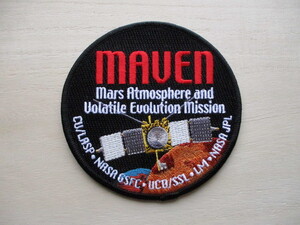 MAVEN
Mars Atmosphere and
Volatile Evolution Mission
CU/LASP • NASA GSFC • UCB/SSL • LM • NASA JPL